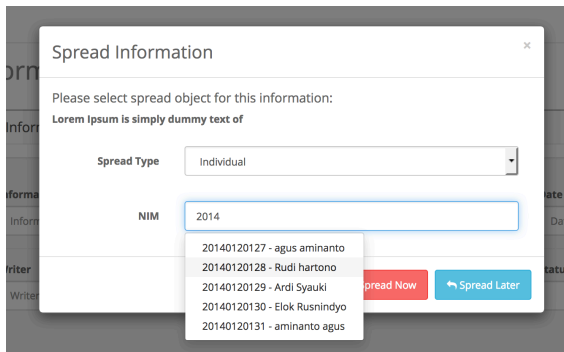 Spread Information
×
Please select spread object for this information:
Lorem Ipsum is simply dummy text of
Spread Type
Individual
NIM
2014
20140120127 - agus aminanto
20140120128 - Rudi hartono
20140120129 - Ardi Syauki
20140120130 - Elok Rusnindyo
20140120131 - aminanto agus
Spread Now
Spread Later
Writer
Writer